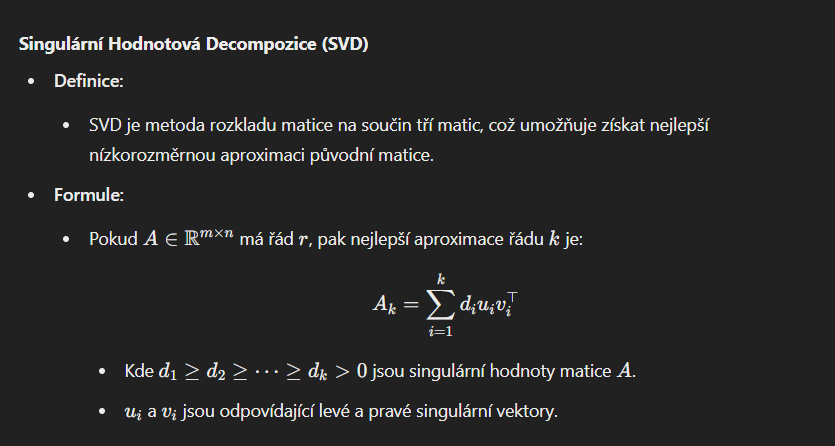 Singulární Hodnotová Decompozice (SVD)
• Definice:
• SVD je metoda rozkladu matice na součin tří matic, což umožňuje získat nejlepší
nízkorozměrnou aproximaci původní matice.
• Formule:
• Pokud $A \in \mathbb{R}^{m \times n}$ má řád $r$, pak nejlepší aproximace řádu $k$ je:
$A_k = \sum_{i=1}^{k} d_i u_i v_i^\top$
• Kde $d_1 \geq d_2 \geq \cdots \geq d_k > 0$ jsou singulární hodnoty matice $A$.
• $u_i$ a $v_i$ jsou odpovídající levé a pravé singulární vektory.